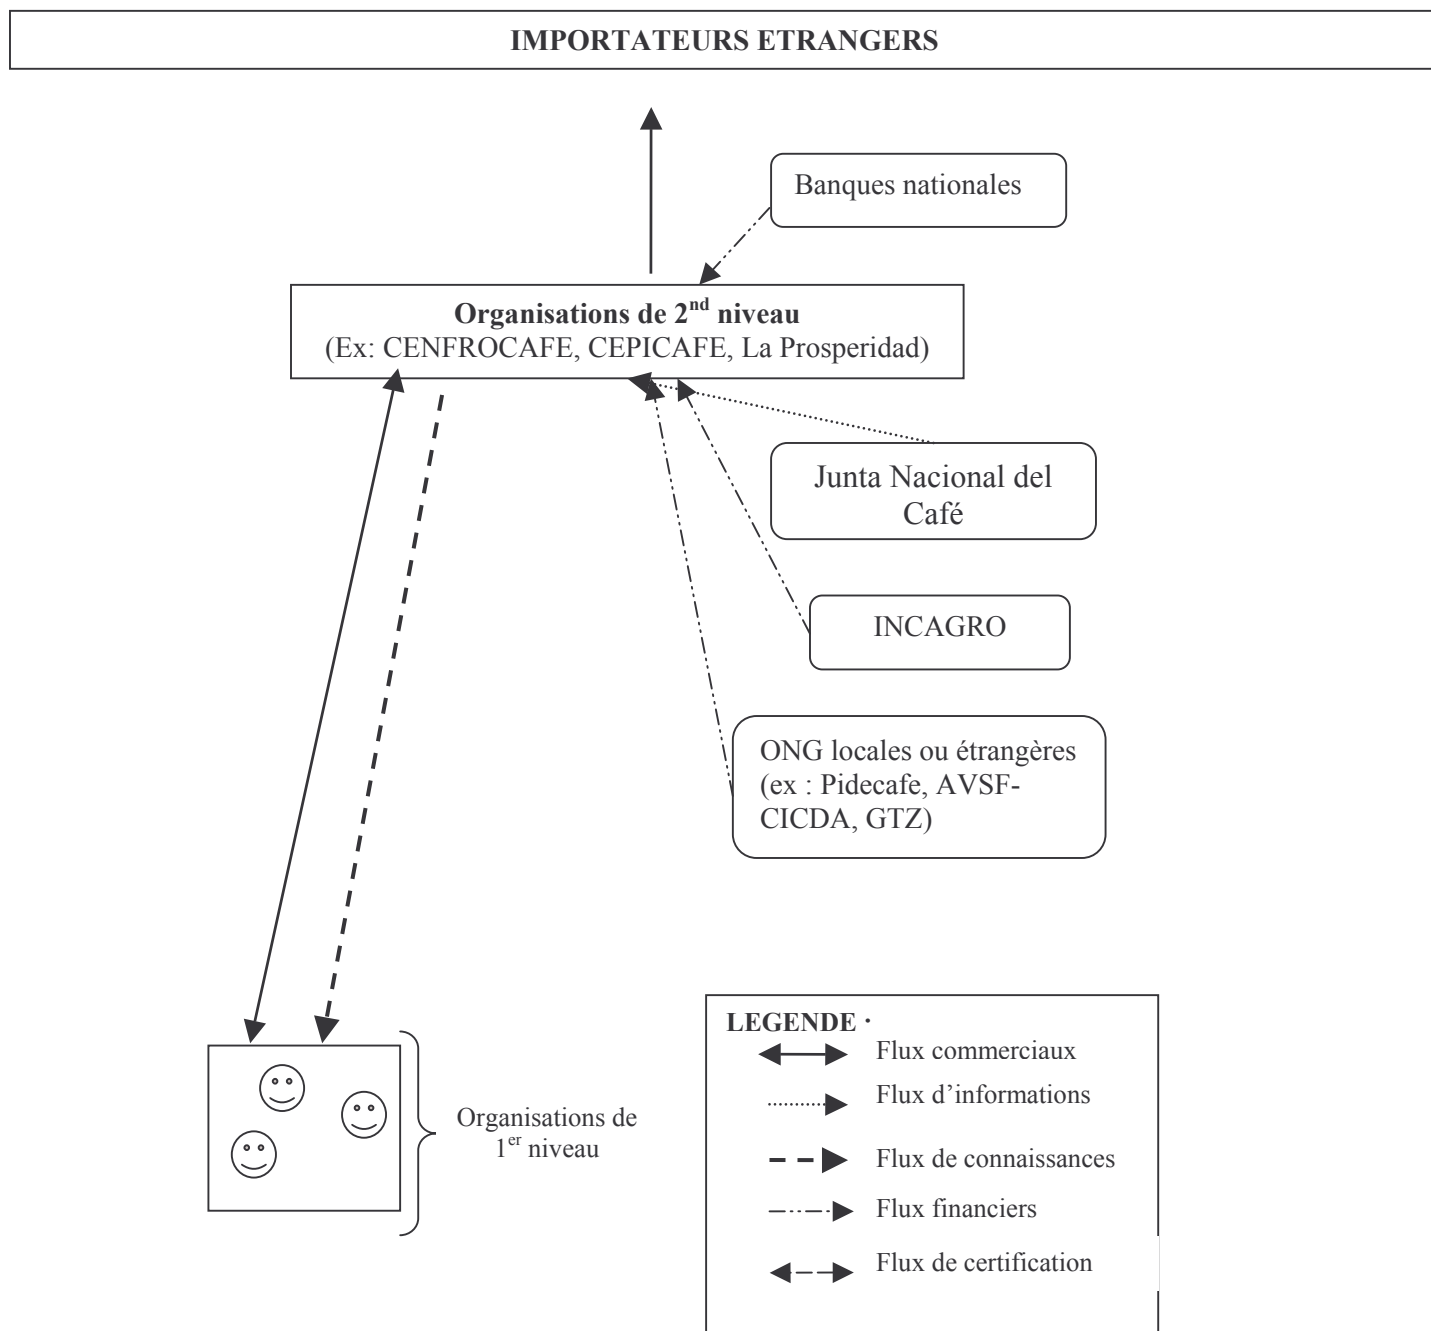 IMPORTATEURS ETRANGERS
Banques nationales
Organisations de 2nd niveau
(Ex: CENFROCAFE, CEPICAFE, La Prosperidad)
Junta Nacional del
Café
INCAGRO
ONG locales ou étrangères
(ex : Pidecafe, AVSF-
CICDA, GTZ)
Organisations de
1er niveau
LEGENDE :
Flux commerciaux
Flux d’informations
Flux de connaissances
Flux financiers
Flux de certification